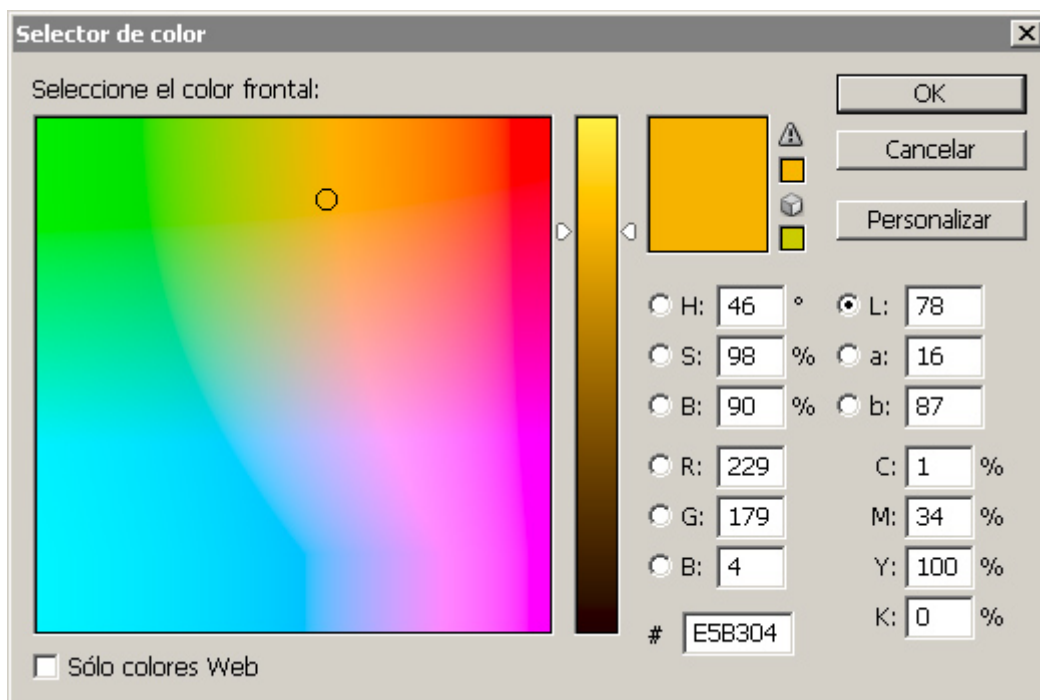 Selector de color
Seleccione el color frontal:
OK
Cancelar
Personalizar
H: 46 ° L: 78
S: 98 % a: 16
B: 90 % b: 87
R: 229 C: 1 %
G: 179 M: 34 %
B: 4 Y: 100 %
# E5B304 K: 0 %
Sólo colores Web